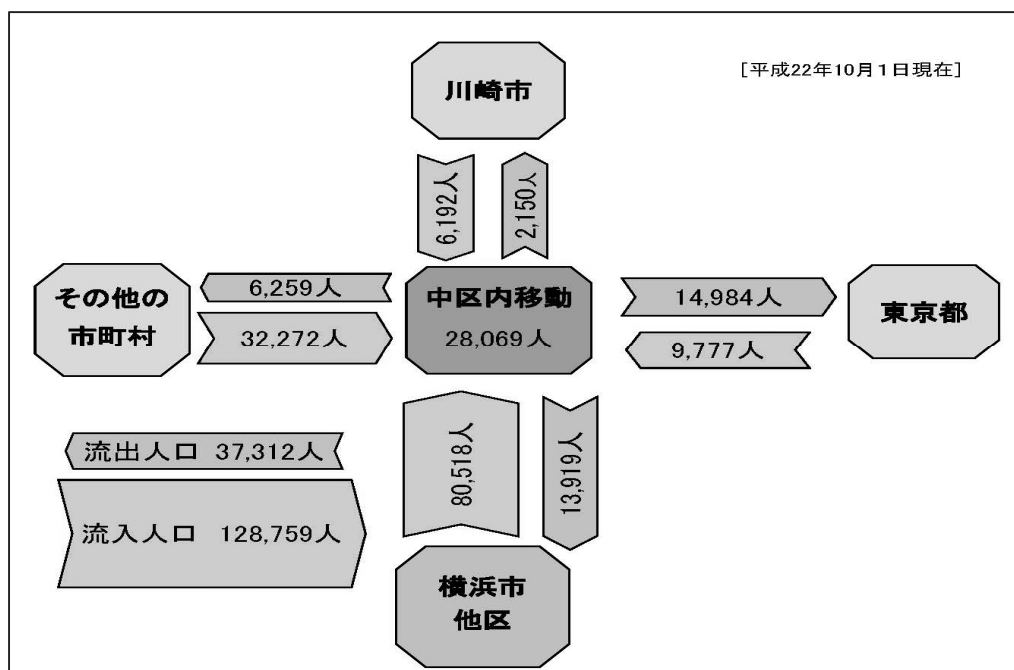 [平成22年10月1日現在]
川崎市
6,192人
2,150人
その他の
市町村
6,259人
32,272人
中区内移動
28,069人
14,984人
9,777人
東京都
流出人口 37,312人
流入人口 128,759人
80,518人
13,919人
横浜市
他区